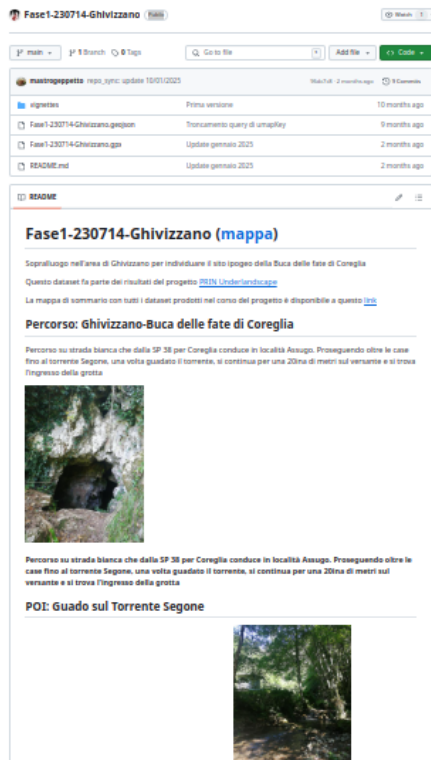 Fase1-230714-Ghivizzano Public
Watch 1
main 1 Branch 0 Tags Go to file Add file Code
mastrogeppetto repo_sync: update 10/01/2025 2 months ago 9 Commits
vignettes Prima versione 10 months ago
Fase1-230714-Ghivizzano.geojson Troncamento query di umapKey 9 months ago
Fase1-230714-Ghivizzano.gpx Update gennaio 2025 2 months ago
README.md Update gennaio 2025 2 months ago
README
Fase1-230714-Ghivizzano (mappa)
Sopralluogo nell'area di Ghivizzano per individuare il sito ipogeo della Buca delle fate di Coreglia
Questo dataset fa parte dei risultati del progetto PRIN Underlandscape
La mappa di sommario con tutti i dataset prodotti nel corso del progetto è disponibile a questo link
Percorso: Ghivizzano-Buca delle fate di Coreglia
Percorso su strada bianca che dalla SP 38 per Coreglia conduce in località Assugo. Proseguendo oltre le case
fino al torrente Segone, una volta guadato il torrente, si continua per una 20ina di metri sul versante e si trova
l'ingresso della grotta
Percorso su strada bianca che dalla SP 38 per Coreglia conduce in località Assugo. Proseguendo oltre le
case fino al torrente Segone, una volta guadato il torrente, si continua per una 20ina di metri sul
versante e si trova l'ingresso della grotta
POI: Guado sul Torrente Segone